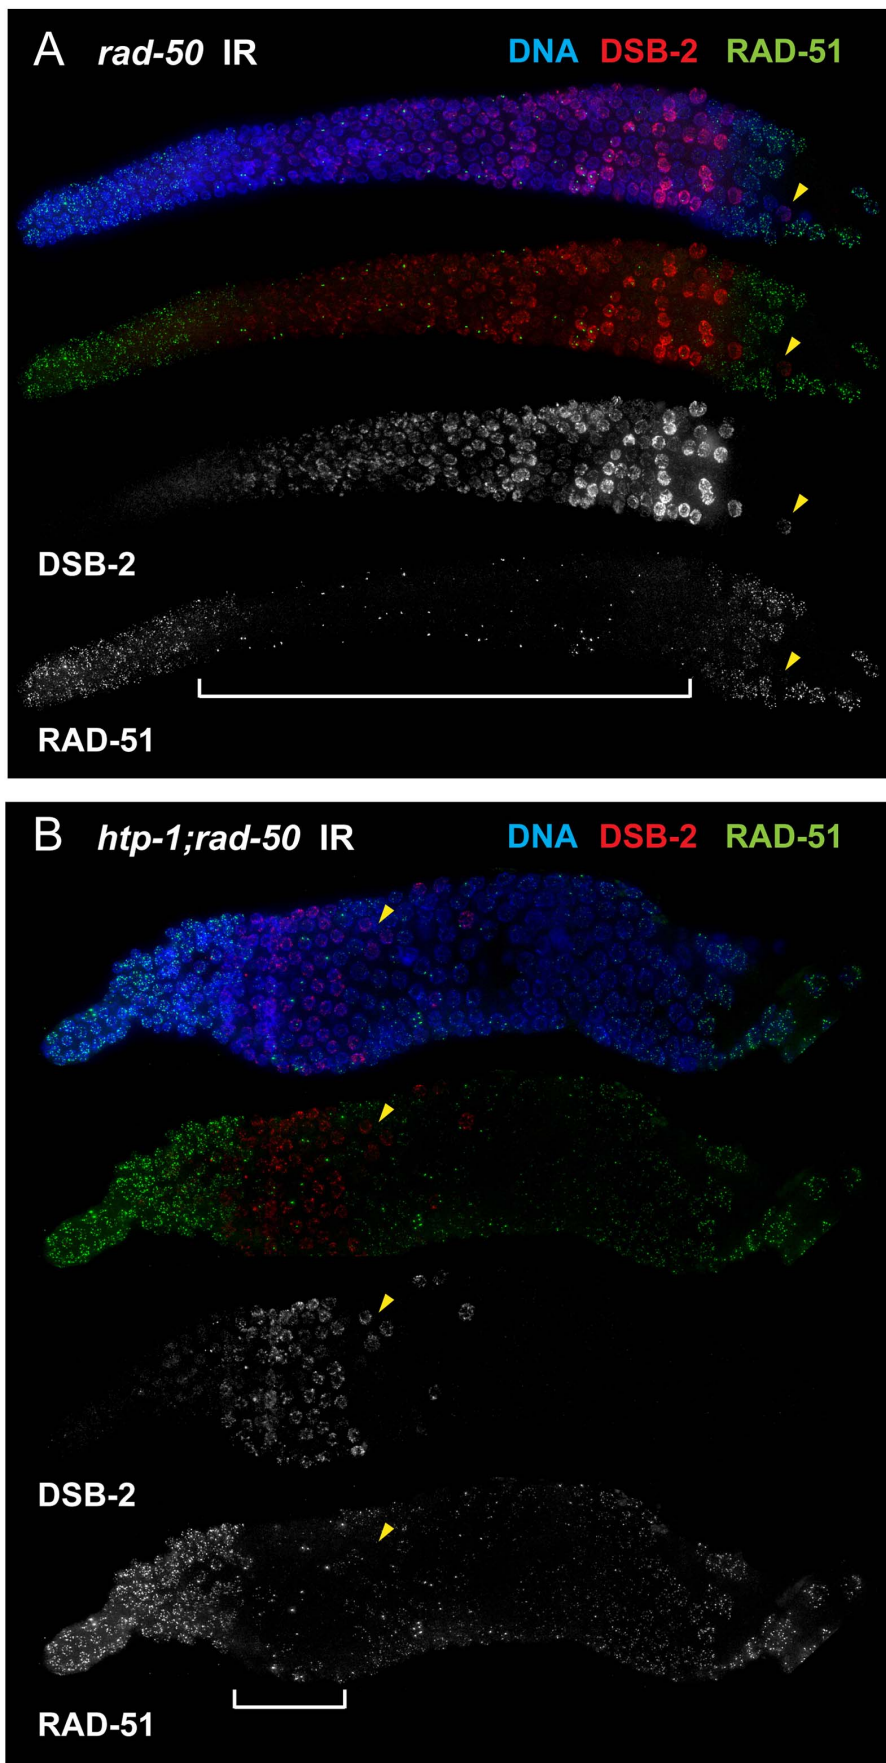 A rad-50 IR DNA DSB-2 RAD-51
DSB-2
RAD-51
B htp-1;rad-50 IR DNA DSB-2 RAD-51
DSB-2
RAD-51